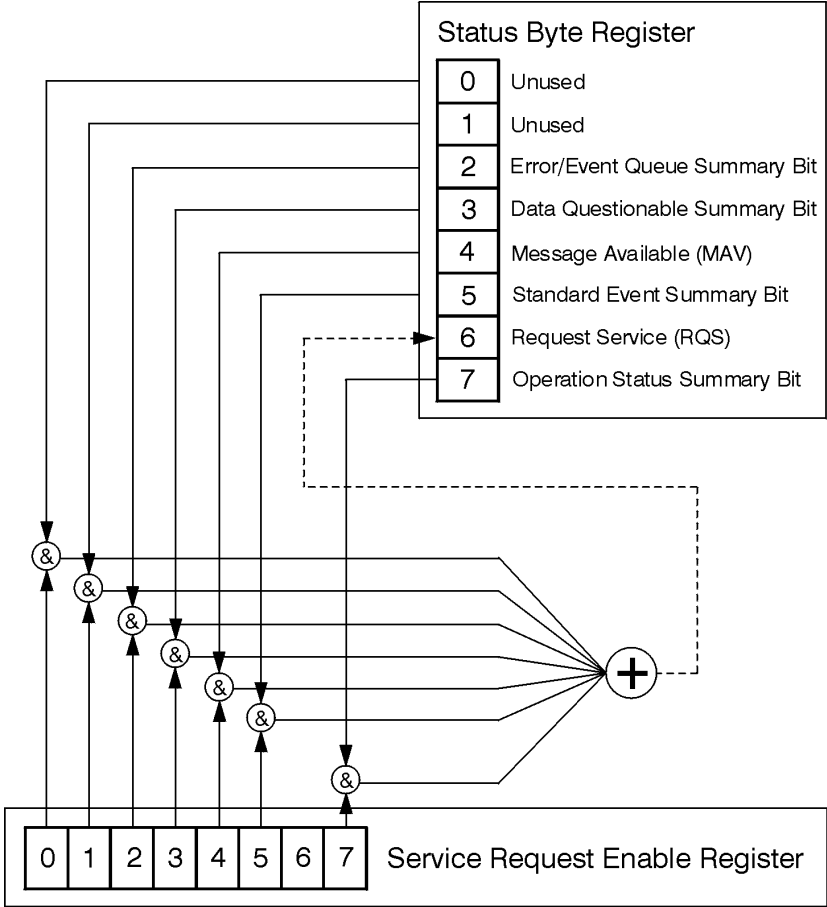 Status Byte Register
0 Unused
1 Unused
2 Error/Event Queue Summary Bit
3 Data Questionable Summary Bit
4 Message Available (MAV)
5 Standard Event Summary Bit
6 Request Service (RQS)
7 Operation Status Summary Bit
&
&
&
&
&
&
&
+
0 1 2 3 4 5 6 7 Service Request Enable Register